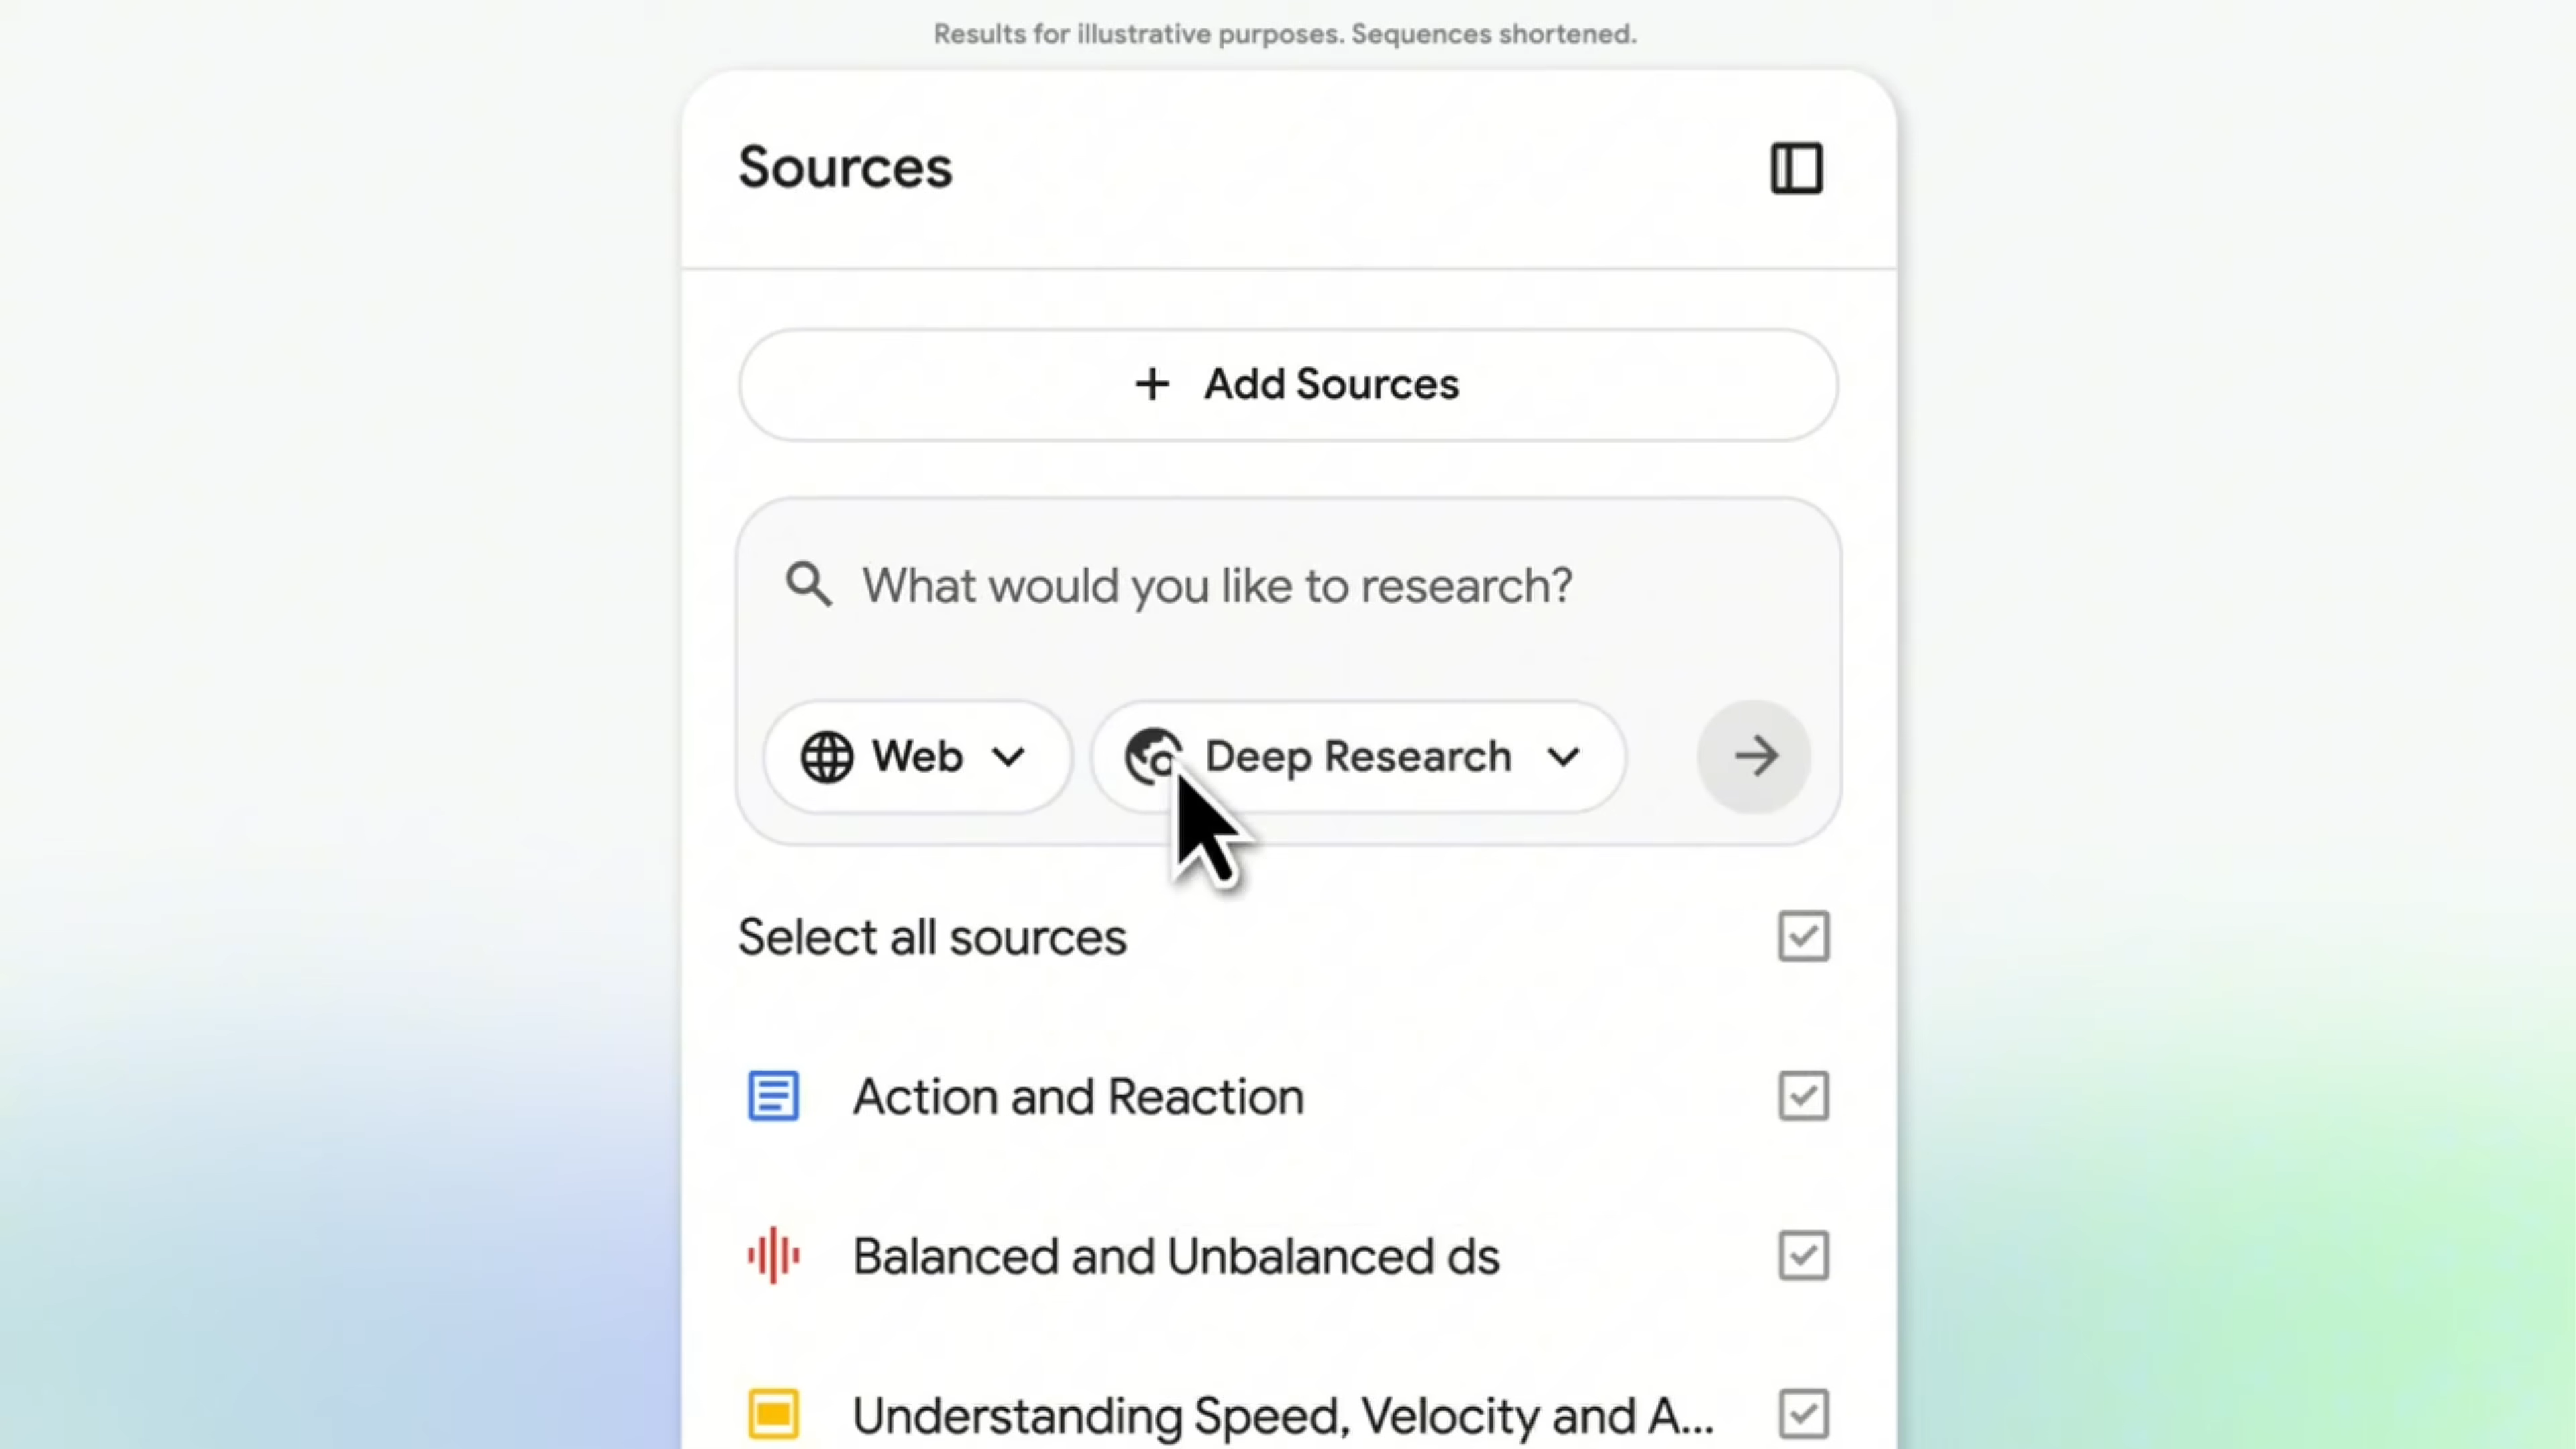 Results for illustrative purposes. Sequences shortened.
Sources
+ Add Sources
What would you like to research?
Web
Deep Research
Select all sources
Action and Reaction
Balanced and Unbalanced ds
Understanding Speed, Velocity and A...